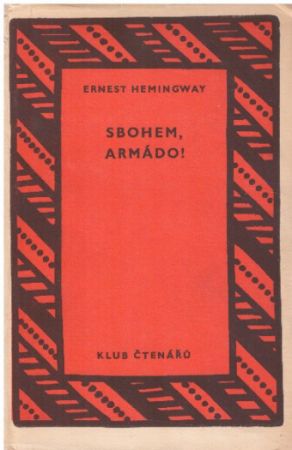 ERNEST HEMINGWAY
SBOHEM,
ARMÁDO!
KLUB ČTENÁŘŮ